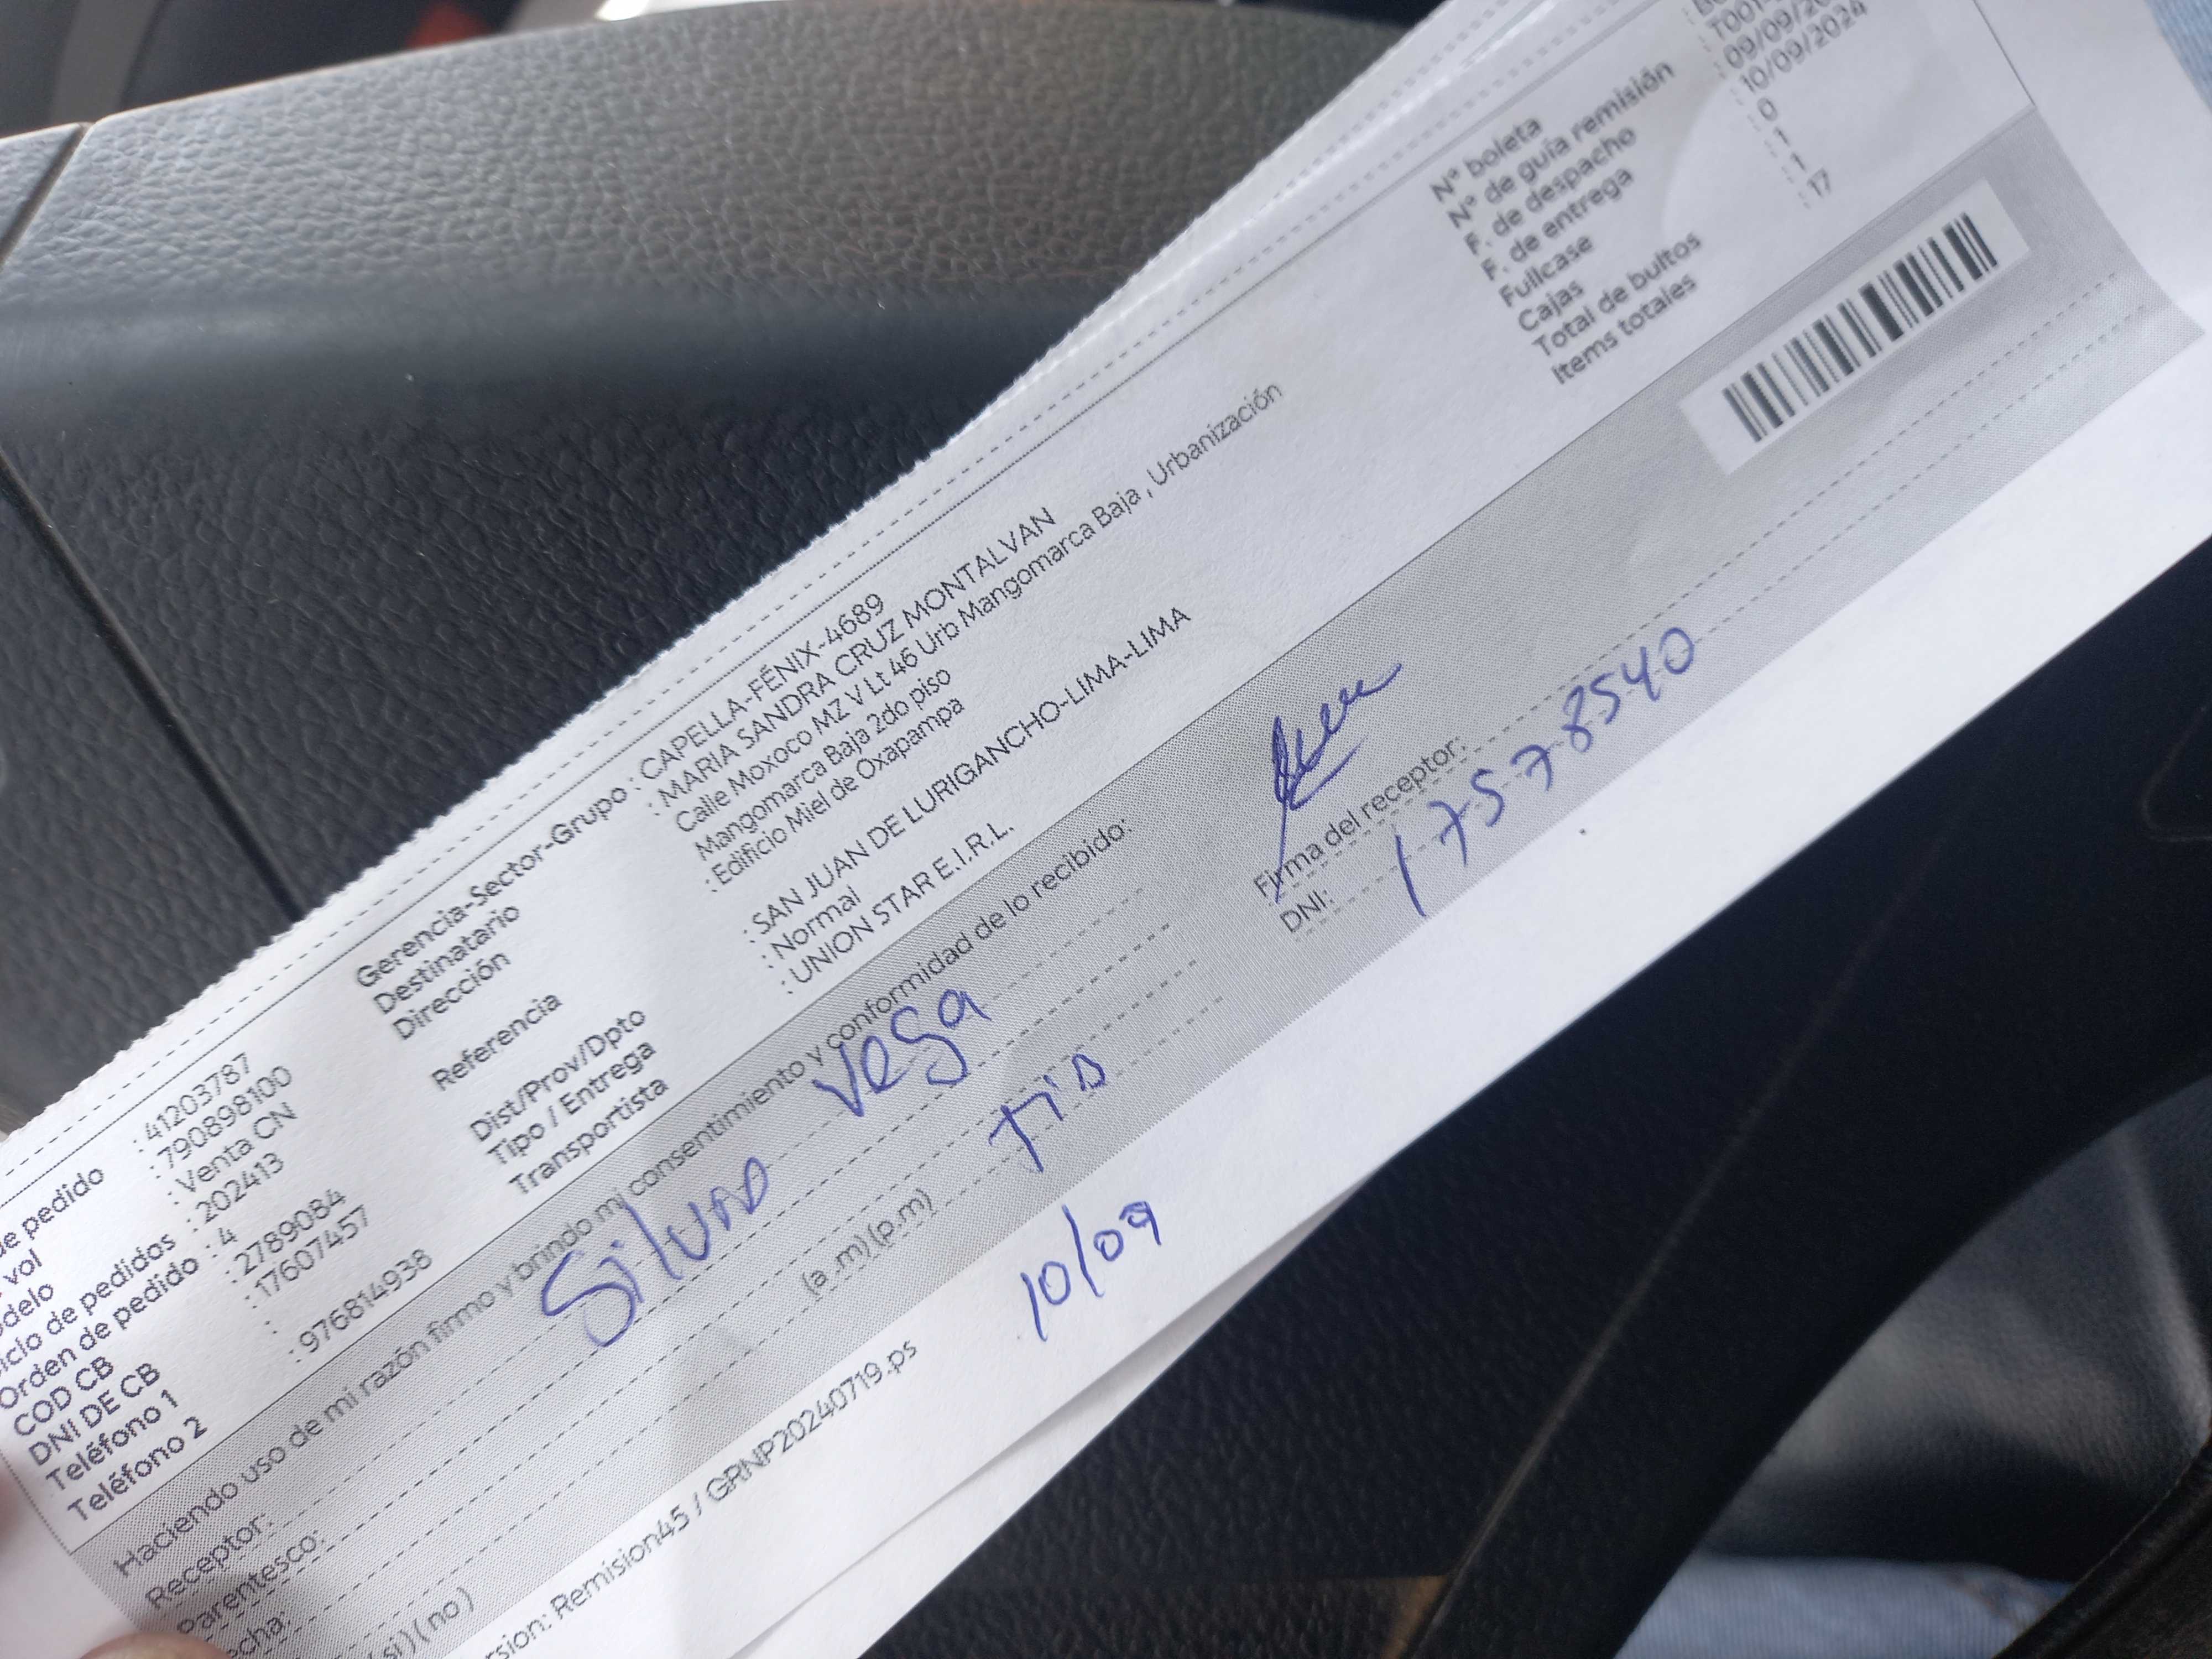 de pedido : 41203787
vol : 790898100
odelo : Venta CN
iclo de pedidos : 202413
Orden de pedido : 4
COD CB : 2789084
DNI DE CB : 17607457
Teléfono 1 :
Teléfono 2 : 976814938
Gerencia-Sector-Grupo : CAPELLA-FÉNIX-4689
Destinatario : MARIA SANDRA CRUZ MONTALVAN
Dirección Calle Moxoco MZ V Lt 46 Urb Mangomarca Baja , Urbanización
Mangomarca Baja 2do piso
Referencia : Edificio Miel de Oxapampa
Dist/Prov/Dpto : SAN JUAN DE LURIGANCHO-LIMA-LIMA
Tipo / Entrega : Normal
Transportista : UNION STAR E.I.R.L.
N° boleta
N° de guía remisión T001
F. de despacho 09/09/20
F. de entrega 10/09/2024
Fullcase 0
Cajas 1
Total de bultos 1
Items totales 17
Haciendo uso de mi razón firmo y brindo mi consentimiento y conformidad de lo recibido:
Receptor: Vega
Parentesco: Tio
echa: (a .m) (p.m) 10/09
( si ) ( no )
Firma del receptor:
DNI: 17578540
rsion: Remision45 / GRNP20240719.ps